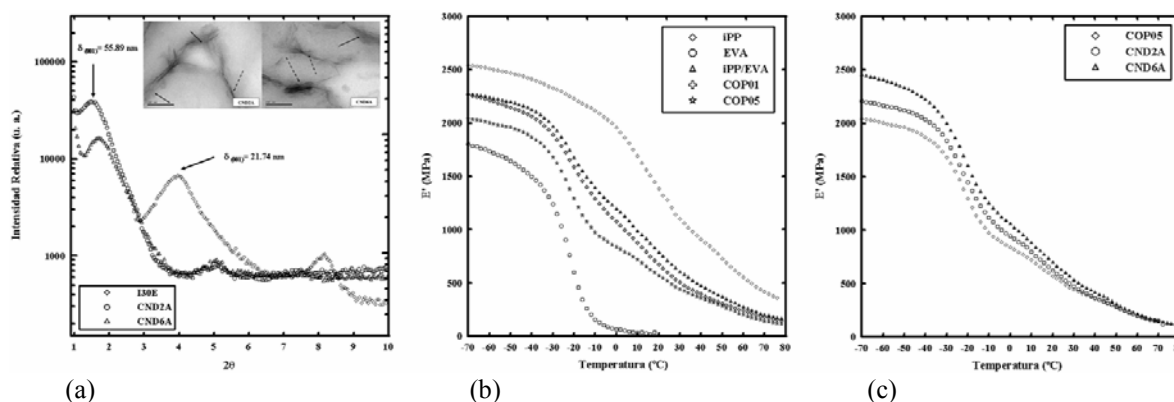 δ(001)= 55.89 nm
δ(001)= 21.74 nm
CND2A
CND6A
Intensidad Relativa (u. a.)
100000
10000
1000
I30E
CND2A
CND6A
1 2 3 4 5 6 7 8 9 10
2θ
(a)
3000
2500
2000
1500
1000
500
0
E' (MPa)
iPP
EVA
iPP/EVA
COP01
COP05
-70 -60 -50 -40 -30 -20 -10 0 10 20 30 40 50 60 70 80
Temperatura (ºC)
(b)
3000
2500
2000
1500
1000
500
0
E' (MPa)
COP05
CND2A
CND6A
-70 -60 -50 -40 -30 -20 -10 0 10 20 30 40 50 60 70 80
Temperatura (ºC)
(c)